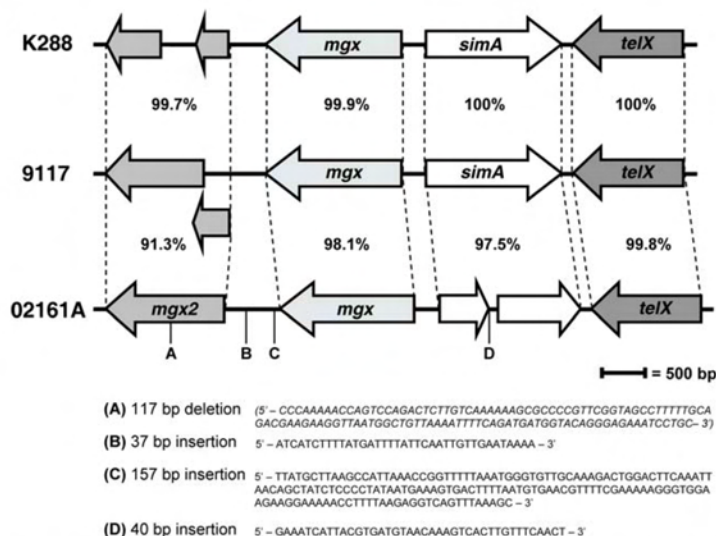 K288 mgx simA telX
99.7% 99.9% 100% 100%
9117 mgx simA telX
91.3% 98.1% 97.5% 99.8%
02161A mgx2 mgx telX
A B C D
= 500 bp
(A) 117 bp deletion (5' – CCCAAAAACCAGTCCAGACTCTTGTCAAAAAAGCGCCCCGTTCGGTAGCCTTTTTGCA
GACGAAGAAGGTTAATGGCTGTTAAAATTTTCAGATGATGGTACAGGGAGAAATCCTGC– 3')
(B) 37 bp insertion 5' – ATCATCTTTTATGATTTTATTCAATTGTTGAATAAAA – 3'
(C) 157 bp insertion 5' – TTATGCTTAAGCCATTAAACCGGTTTTTAAATGGGTGTTGCAAAGACTGGACTTCAAATT
AACAGCTATCTCCCCTATAATGAAAGTGACTTTTAATGTGAACGTTTTCGAAAAAGGGTGGA
AGAAGGAAAAACCTTTTAAGAGGTCAGTTTAAAGC – 3'
(D) 40 bp insertion 5' – GAAATCATTACGTGATGTAACAAAGTCACTTGTTTCAACT – 3'